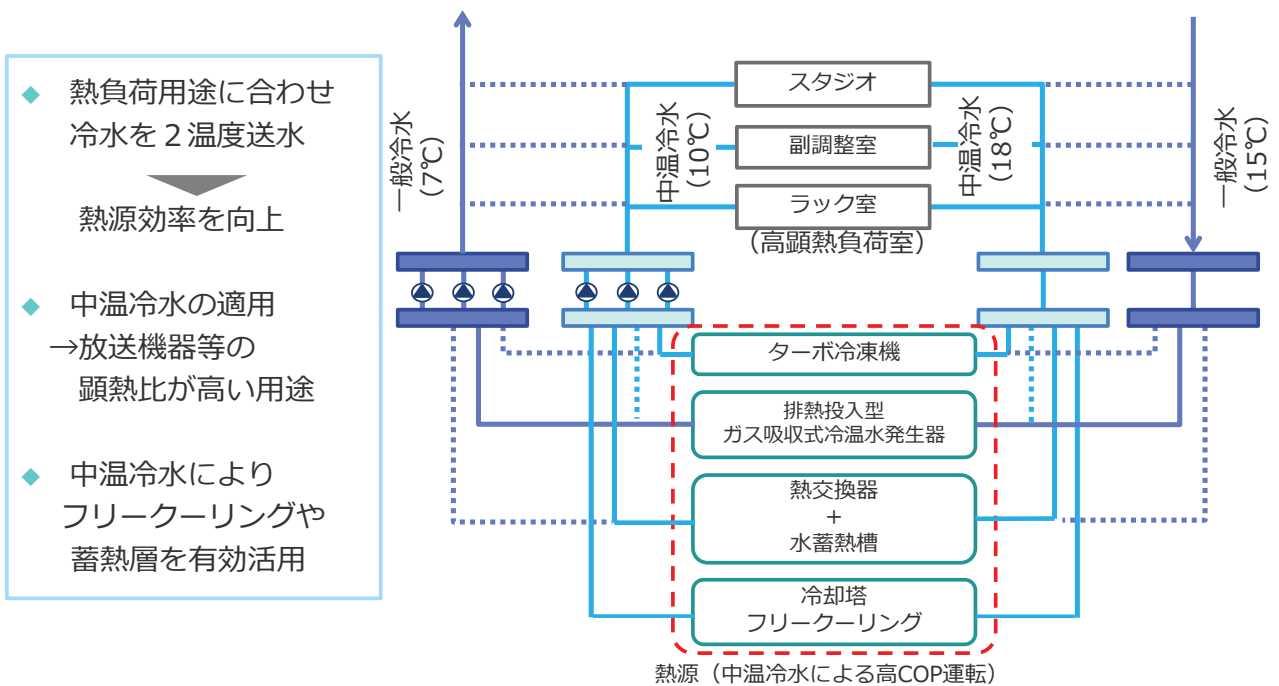 ◆ 熱負荷用途に合わせ
冷水を２温度送水
熱源効率を向上
◆ 中温冷水の適用
→放送機器等の
顕熱比が高い用途
◆ 中温冷水により
フリークーリングや
蓄熱層を有効活用
一般冷水
(7℃)
中温冷水
(10℃)
スタジオ
副調整室
ラック室
（高顕熱負荷室）
中温冷水
(18℃)
一般冷水
(15℃)
ターボ冷凍機
排熱投入型
ガス吸収式冷温水発生器
熱交換器
+
水蓄熱槽
冷却塔
フリークーリング
熱源（中温冷水による高COP運転）